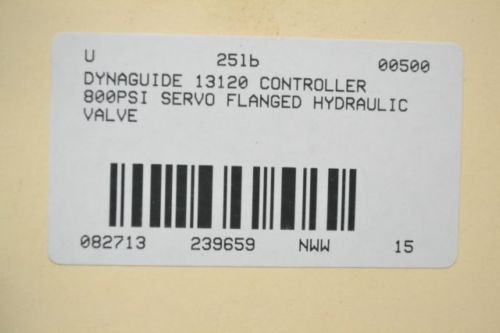 U 251b 00500
DYNAGUIDE 13120 CONTROLLER
800PSI SERVO FLANGED HYDRAULIC
VALVE
082713 239659 NWW 15